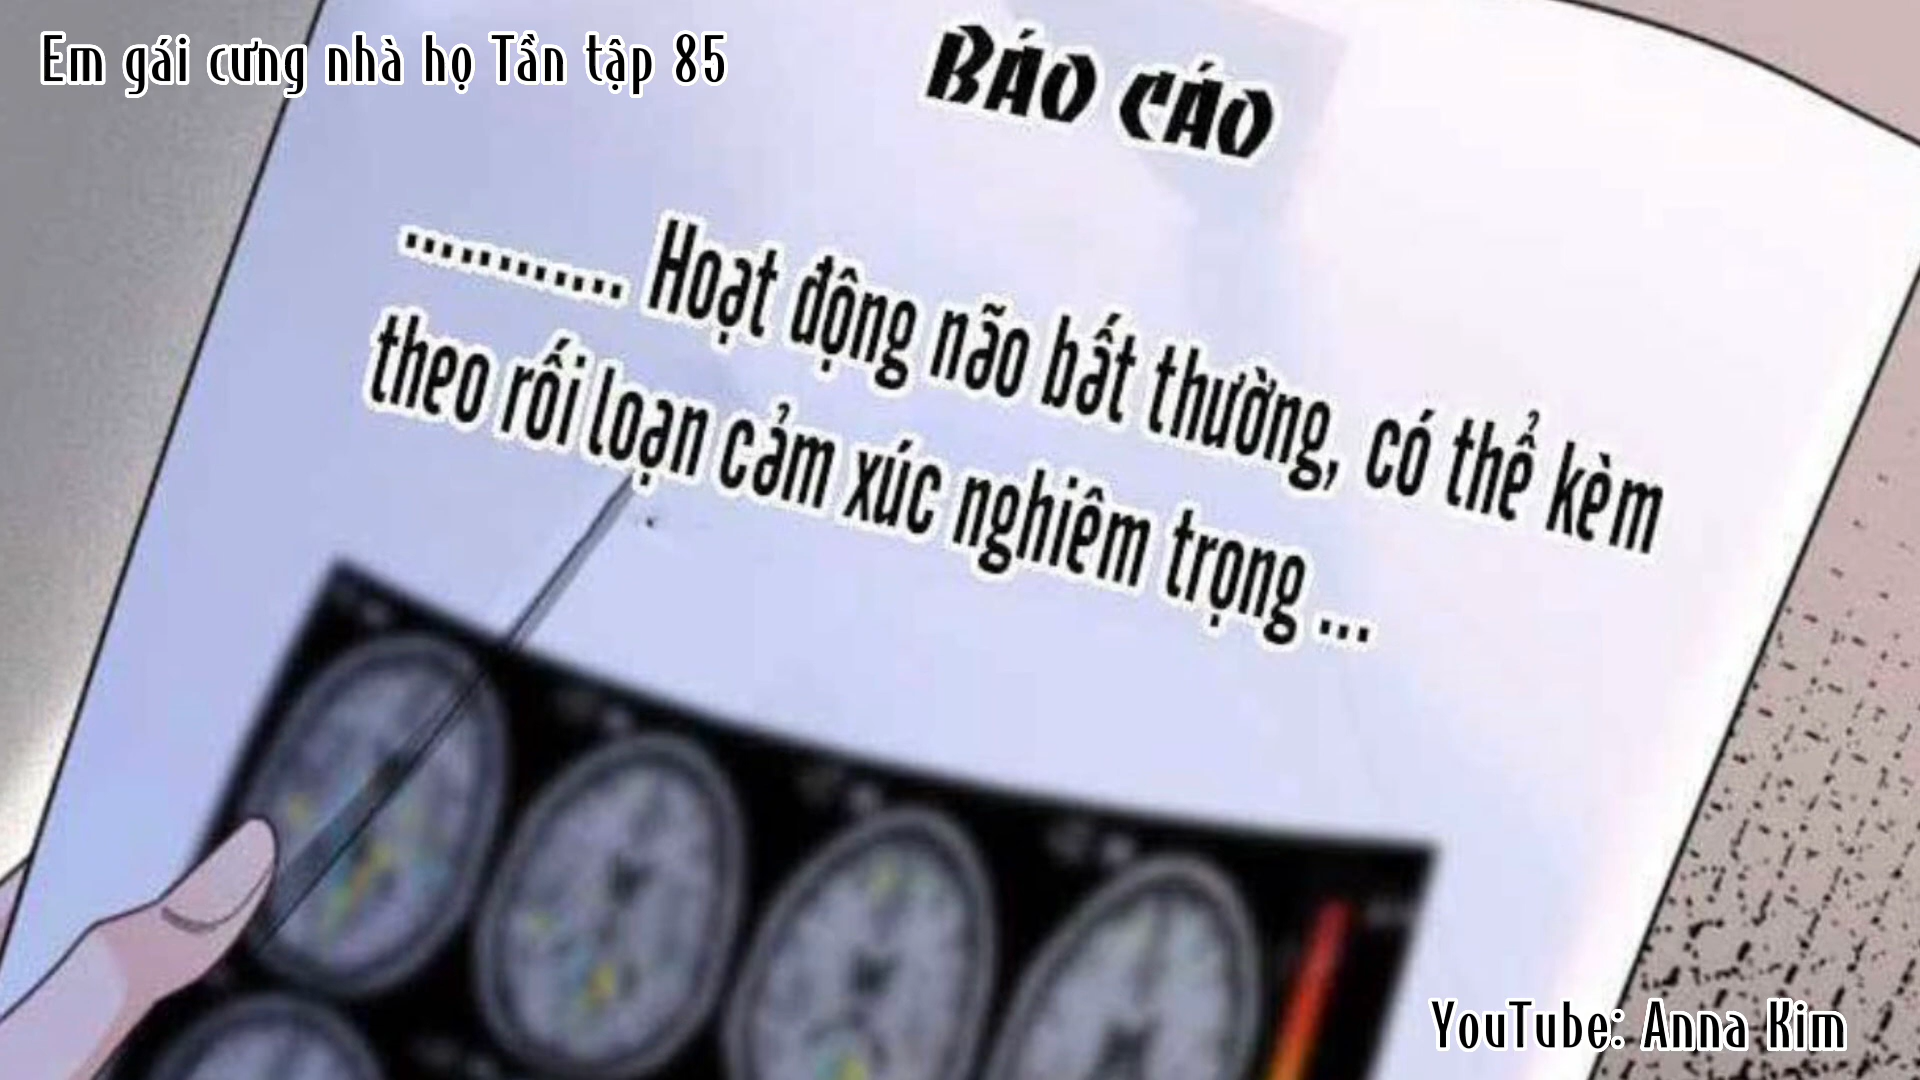 Em gái cưng nhà họ Tần tập 85
BÁO CÁO
............ Hoạt động não bất thường, có thể kèm
theo rối loạn cảm xúc nghiêm trọng ...
YouTube: Anna Kim